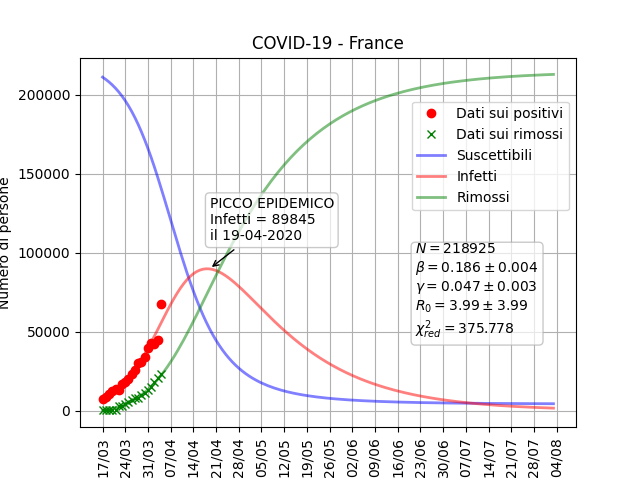 COVID-19 - France
Numero di persone
200000
150000
100000
50000
0
Dati sui positivi
Dati sui rimossi
Suscettibili
Infetti
Rimossi
PICCO EPIDEMICO
Infetti = 89845
il 19-04-2020
N = 218925
β = 0.186 ± 0.004
γ = 0.047 ± 0.003
R₀ = 3.99 ± 3.99
χ²_red = 375.778
17/03
24/03
31/03
07/04
14/04
21/04
28/04
05/05
12/05
19/05
26/05
02/06
09/06
16/06
23/06
30/06
07/07
14/07
21/07
28/07
04/08